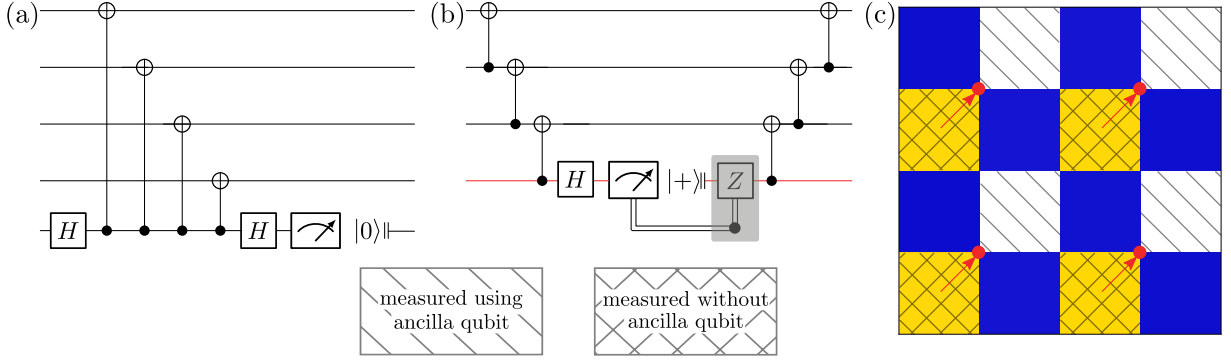 (a)
H
H
|0⟩
(b)
H
|+⟩
Z
(c)
measured using
ancilla qubit
measured without
ancilla qubit